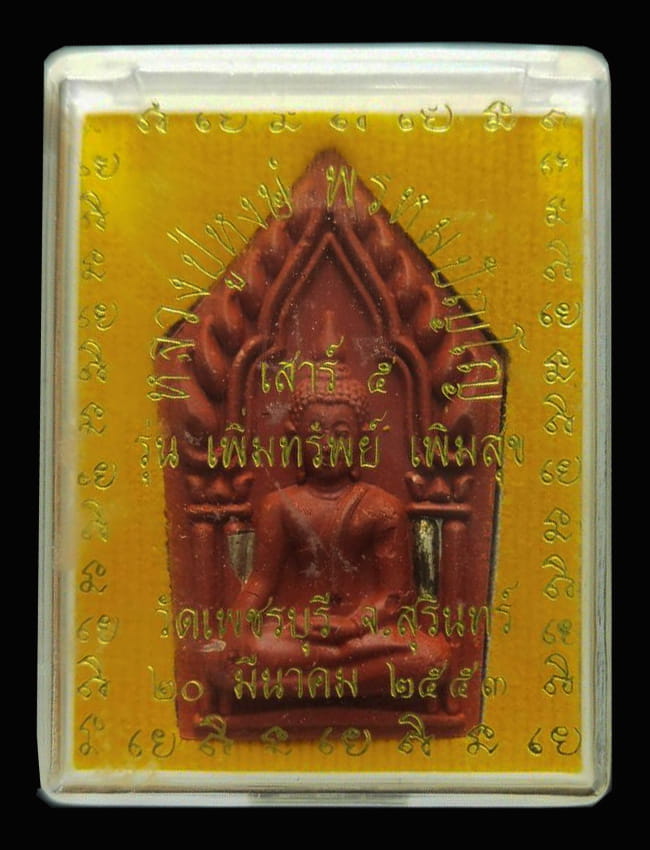 หลวงปู่หงษ์ พรหมปัญโญ
เสาร์ ๕
รุ่น เพิ่มทรัพย์ เพิ่มสุข
วัดเพชรบุรี จ.สุรินทร์
๒๐ มีนาคม ๒๕๕๓